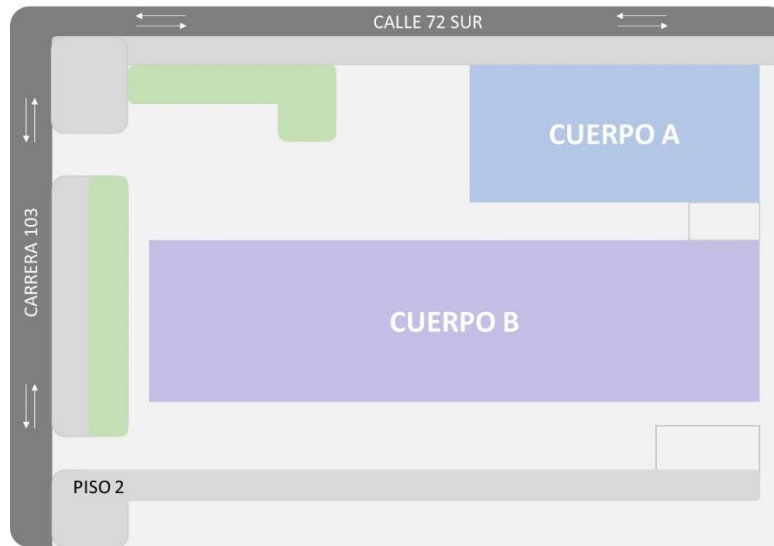 CALLE 72 SUR
CUERPO A
CARRERA 103
CUERPO B
PISO 2